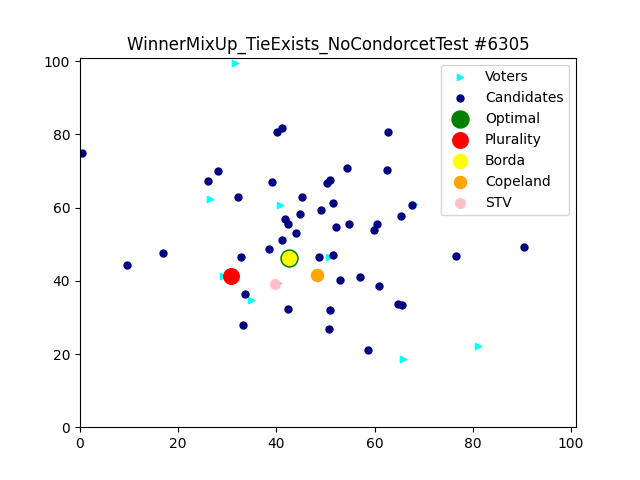 WinnerMixUp_TieExists_NoCondorcetTest #6305
100
80
60
40
20
0
0
20
40
60
80
100
Voters
Candidates
Optimal
Plurality
Borda
Copeland
STV